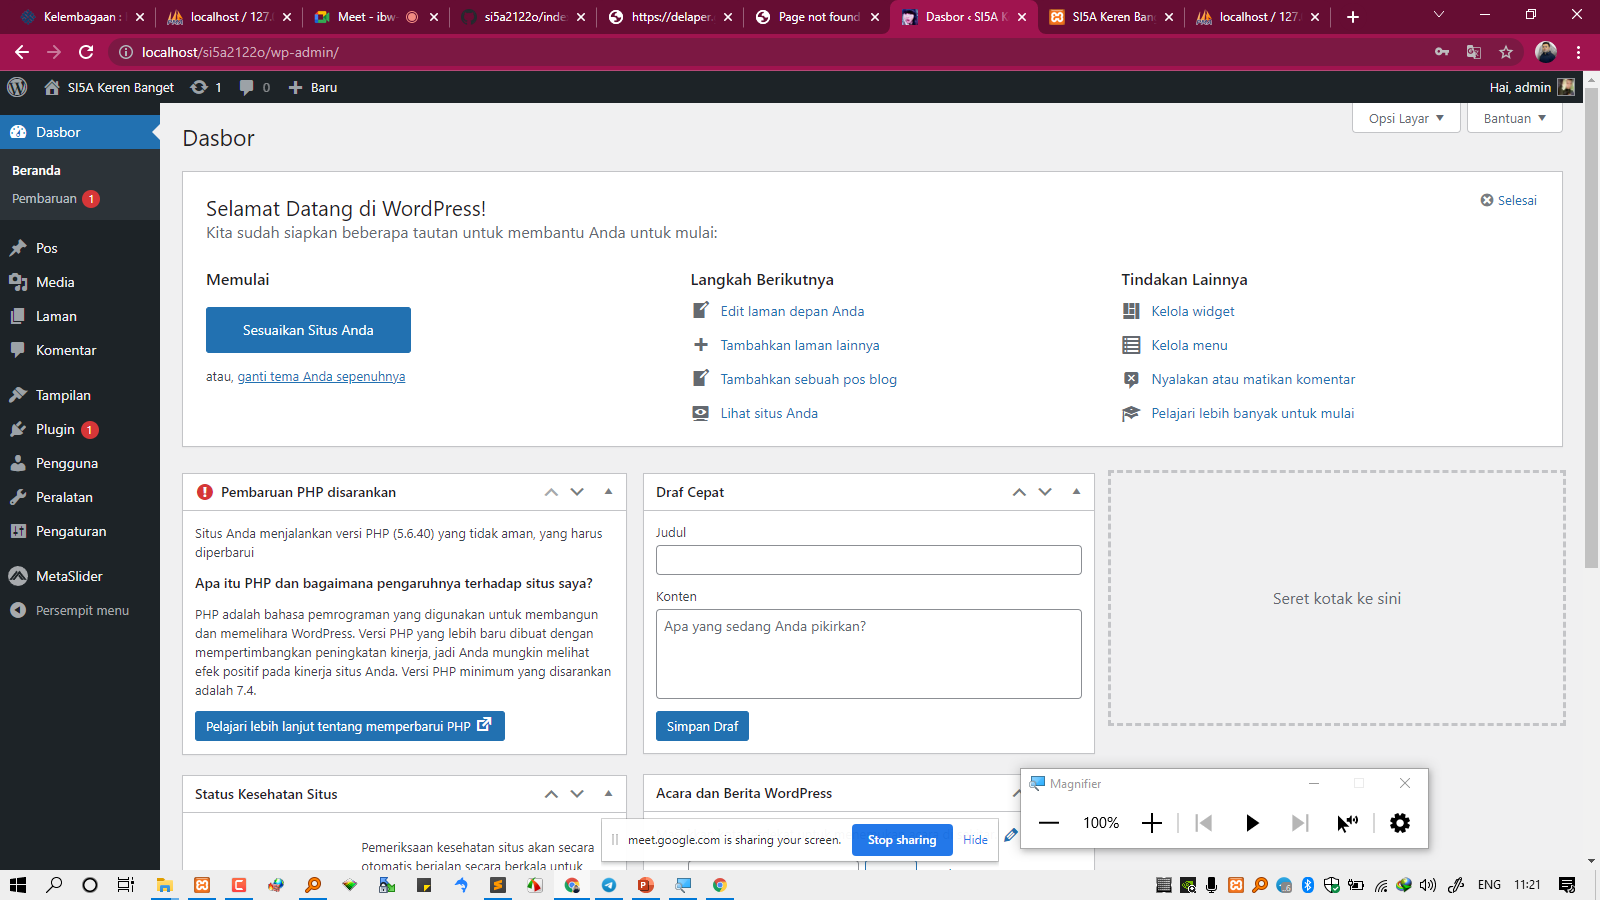 Kelembagaan :
localhost / 127.
Meet - ibw-
si5a2122o/inde
https://delaper.
Page not found
Dasbor ‹ SI5A K
SI5A Keren Ban
localhost / 127.
localhost/si5a2122o/wp-admin/
SI5A Keren Banget
1
0
Baru
Hai, admin
Dasbor
Beranda
Pembaruan 1
Pos
Media
Laman
Komentar
Tampilan
Plugin 1
Pengguna
Peralatan
Pengaturan
MetaSlider
Persempit menu
Opsi Layar
Bantuan
Dasbor
Selamat Datang di WordPress!
Kita sudah siapkan beberapa tautan untuk membantu Anda untuk mulai:
Selesai
Memulai
Sesuaikan Situs Anda
atau, ganti tema Anda sepenuhnya
Langkah Berikutnya
Edit laman depan Anda
Tambahkan laman lainnya
Tambahkan sebuah pos blog
Lihat situs Anda
Tindakan Lainnya
Kelola widget
Kelola menu
Nyalakan atau matikan komentar
Pelajari lebih banyak untuk mulai
Pembaruan PHP disarankan
Situs Anda menjalankan versi PHP (5.6.40) yang tidak aman, yang harus
diperbarui
Apa itu PHP dan bagaimana pengaruhnya terhadap situs saya?
PHP adalah bahasa pemrograman yang digunakan untuk membangun
dan memelihara WordPress. Versi PHP yang lebih baru dibuat dengan
mempertimbangkan peningkatan kinerja, jadi Anda mungkin melihat
efek positif pada kinerja situs Anda. Versi PHP minimum yang disarankan
adalah 7.4.
Pelajari lebih lanjut tentang memperbarui PHP
Draf Cepat
Judul
Konten
Apa yang sedang Anda pikirkan?
Simpan Draf
Seret kotak ke sini
Status Kesehatan Situs
Pemeriksaan kesehatan situs akan secara
otomatis berjalan secara berkala untuk
Acara dan Berita WordPress
Magnifier
100%
meet.google.com is sharing your screen.
Stop sharing
Hide
ENG
11:21